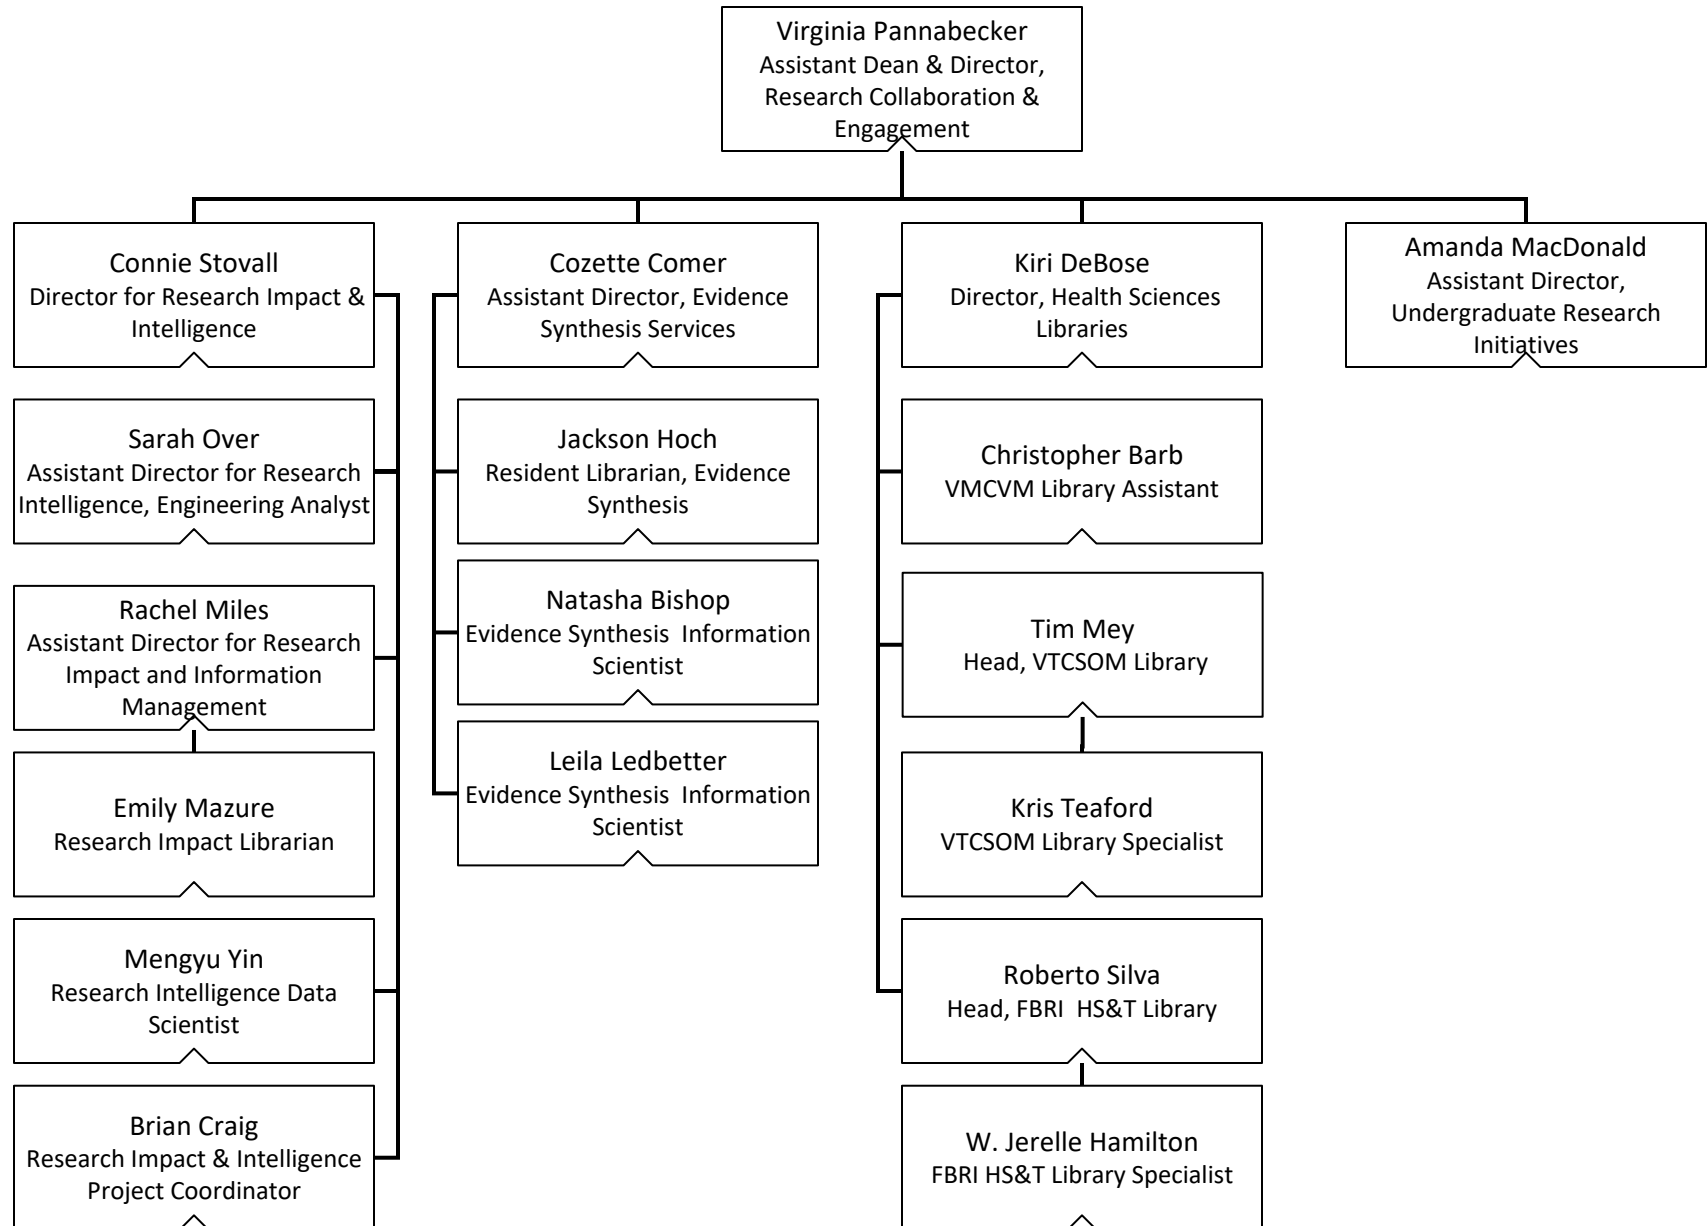 Virginia Pannabecker
Assistant Dean & Director,
Research Collaboration &
Engagement
Connie Stovall
Director for Research Impact &
Intelligence
Sarah Over
Assistant Director for Research
Intelligence, Engineering Analyst
Rachel Miles
Assistant Director for Research
Impact and Information
Management
Emily Mazure
Research Impact Librarian
Mengyu Yin
Research Intelligence Data
Scientist
Brian Craig
Research Impact & Intelligence
Project Coordinator
Cozette Comer
Assistant Director, Evidence
Synthesis Services
Jackson Hoch
Resident Librarian, Evidence
Synthesis
Natasha Bishop
Evidence Synthesis  Information
Scientist
Leila Ledbetter
Evidence Synthesis  Information
Scientist
Kiri DeBose
Director, Health Sciences
Libraries
Christopher Barb
VMCVM Library Assistant
Tim Mey
Head, VTCSOM Library
Kris Teaford
VTCSOM Library Specialist
Roberto Silva
Head, FBRI  HS&T Library
W. Jerelle Hamilton
FBRI HS&T Library Specialist
Amanda MacDonald
Assistant Director,
Undergraduate Research
Initiatives